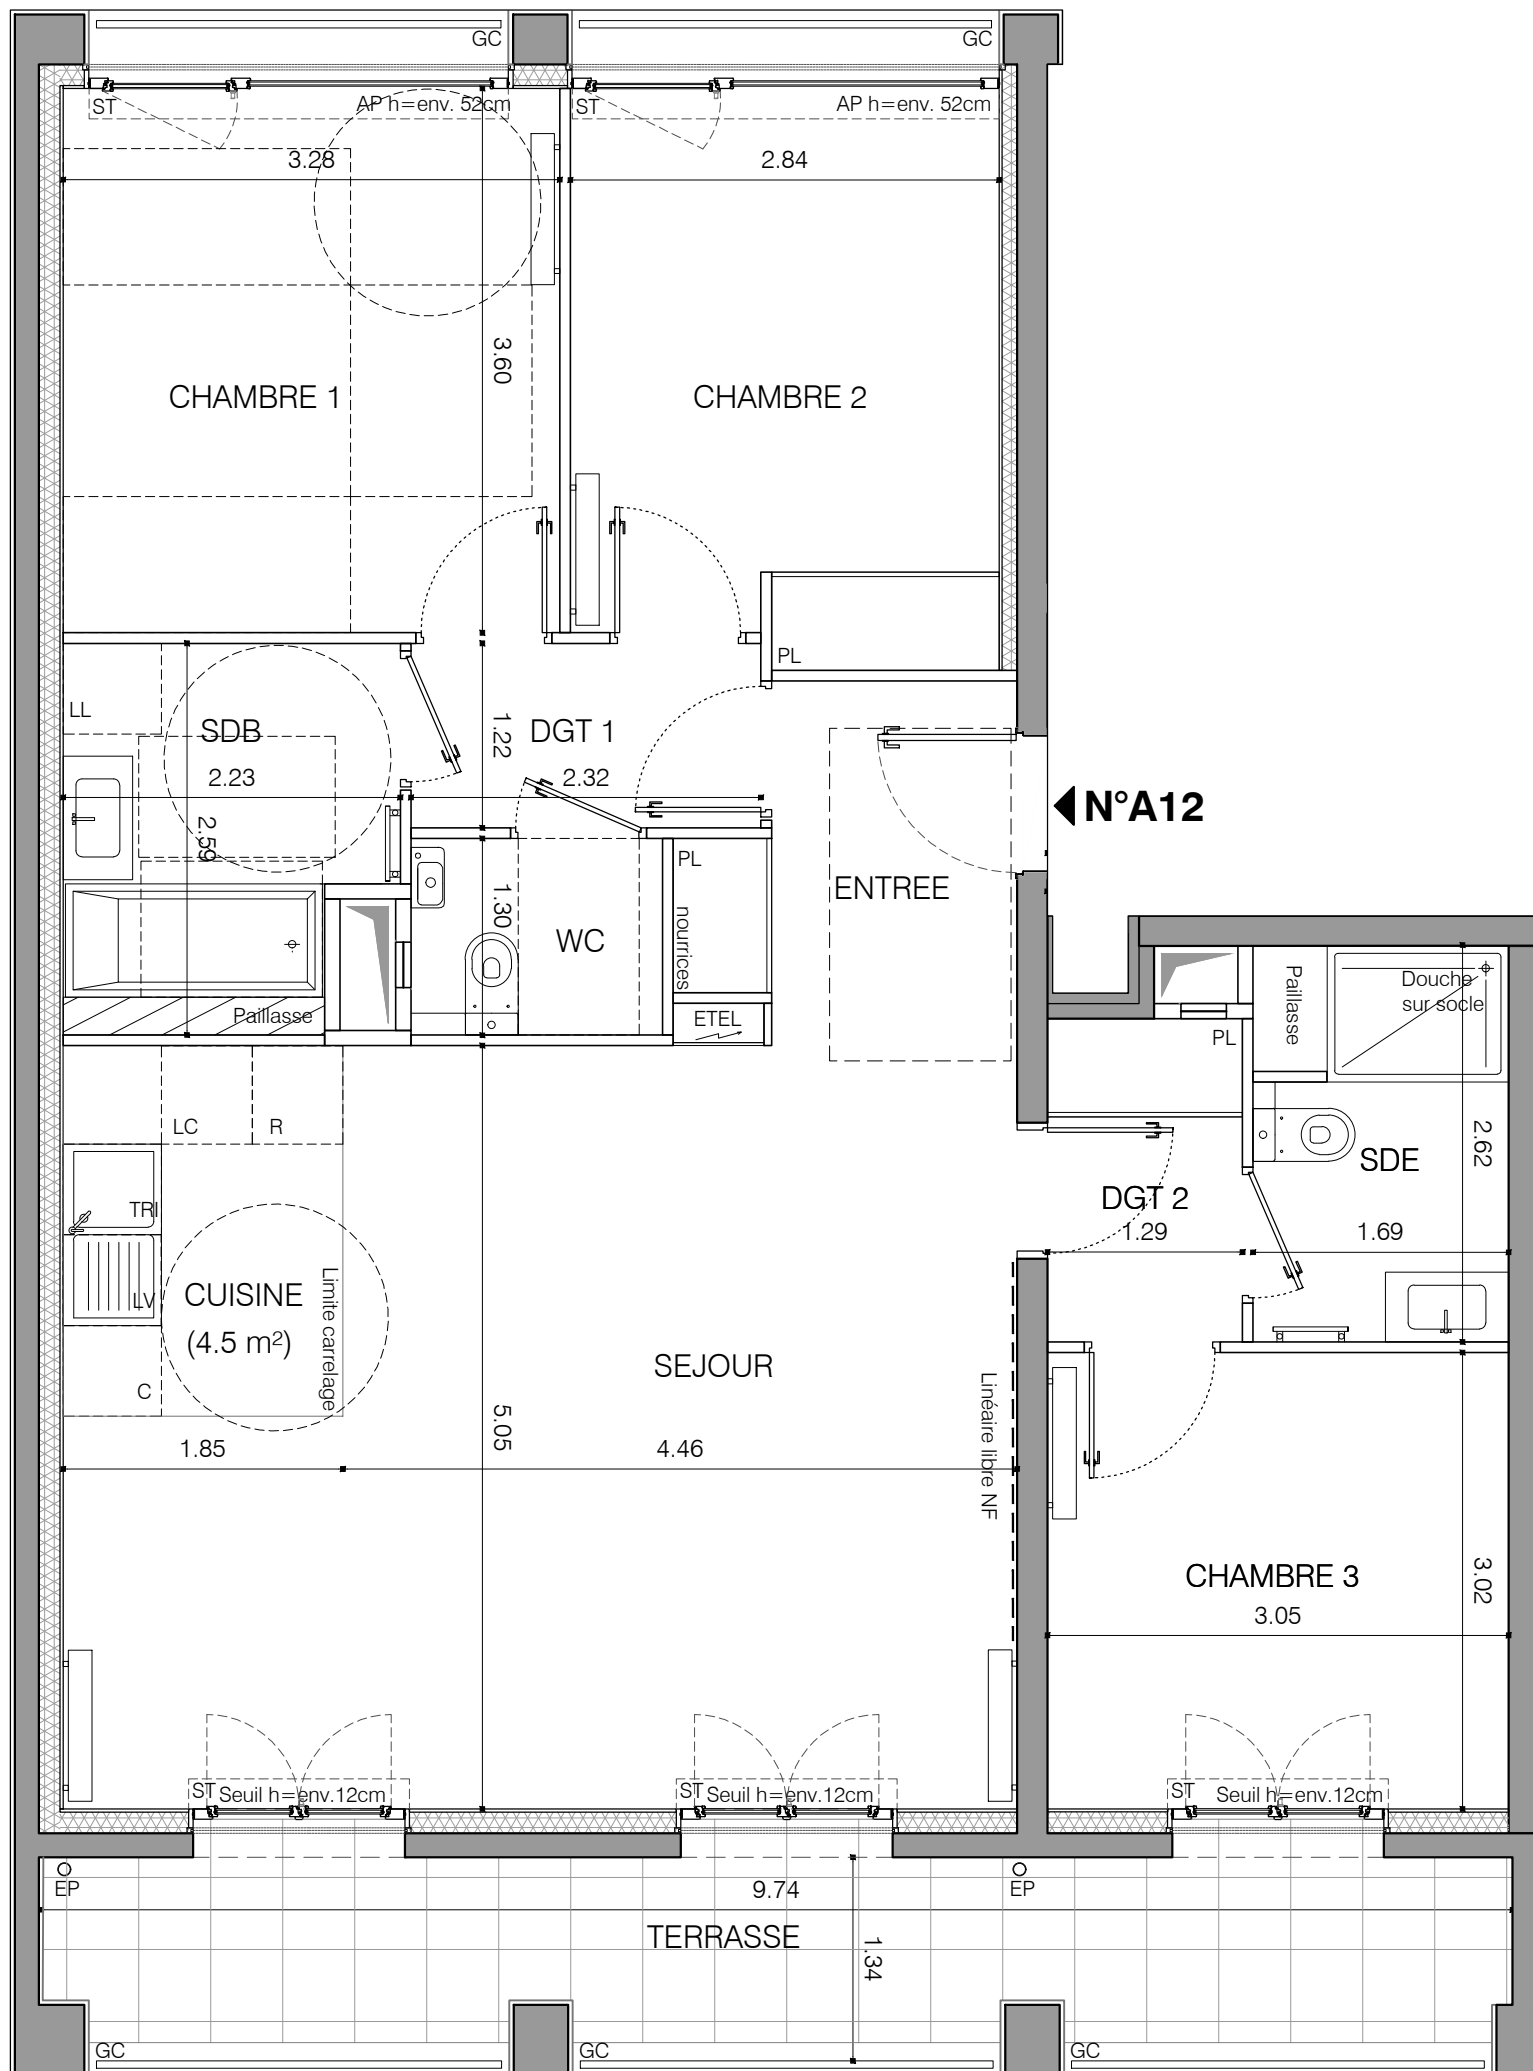 GC
GC
ST
AP h=env. 52cm
ST
AP h=env. 52cm
3.28
2.84
3.60
CHAMBRE 1
CHAMBRE 2
PL
LL
SDB
2.23
2.59
1.22
DGT 1
2.32
N°A12
PL
nourrices
ENTREE
1.30
WC
Paillasse
ETEL
Paillasse
Douche
sur socle
PL
LC
R
2.62
SDE
DGT 2
1.29
1.69
TRI
LV
CUISINE
(4.5 m²)
Limite carrelage
C
SEJOUR
5.05
1.85
4.46
Linéaire libre NF
CHAMBRE 3
3.05
3.02
ST
Seuil h=env.12cm
ST
Seuil h=env.12cm
ST
Seuil h=env.12cm
EP
9.74
EP
TERRASSE
1.34
GC
GC
GC